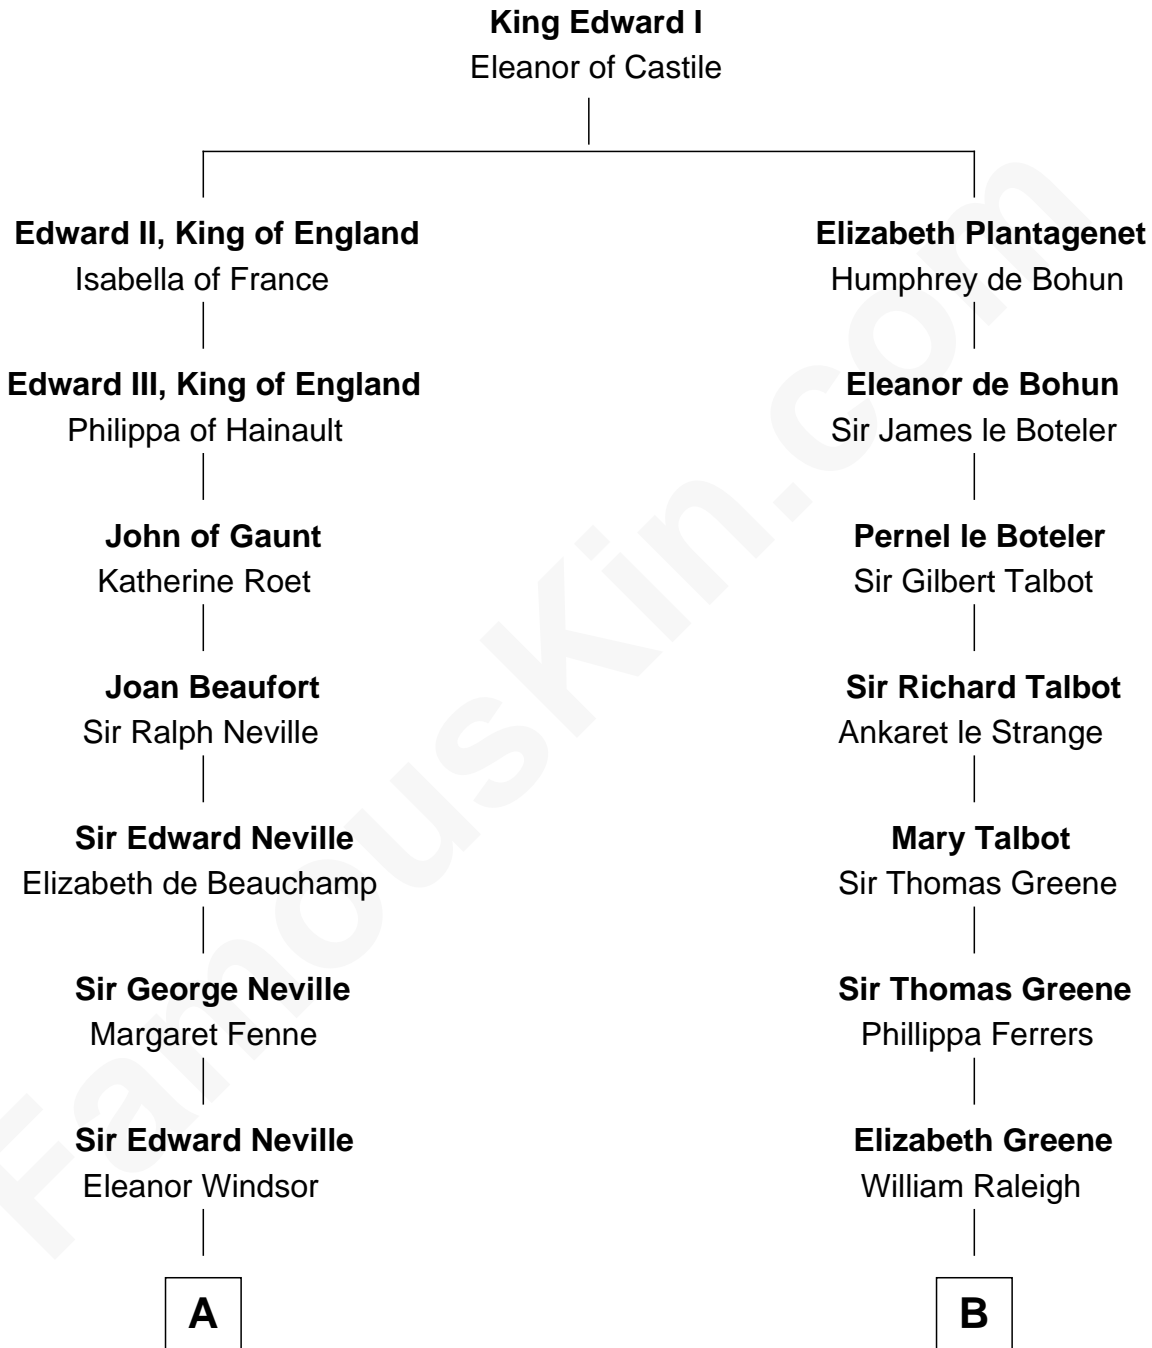 King Edward I
Eleanor of Castile
Edward II, King of England
Isabella of France
Elizabeth Plantagenet
Humphrey de Bohun
Edward III, King of England
Philippa of Hainault
Eleanor de Bohun
Sir James le Boteler
John of Gaunt
Katherine Roet
Pernel le Boteler
Sir Gilbert Talbot
Joan Beaufort
Sir Ralph Neville
Sir Richard Talbot
Ankaret le Strange
Sir Edward Neville
Elizabeth de Beauchamp
Mary Talbot
Sir Thomas Greene
Sir George Neville
Margaret Fenne
Sir Thomas Greene
Phillippa Ferrers
Sir Edward Neville
Eleanor Windsor
Elizabeth Greene
William Raleigh
A
B
FamousKin.com